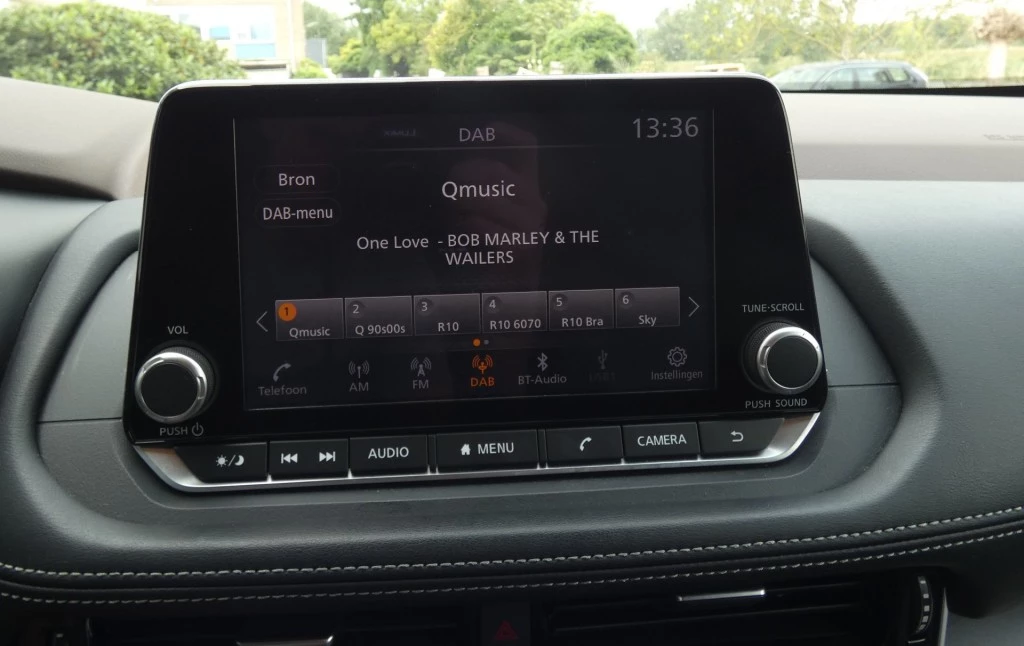 DAB
13:36
Bron
DAB-menu
Qmusic
One Love - BOB MARLEY & THE
WAILERS
1 Qmusic
2 Q 90s00s
3 R10
4 R10 6070
5 R10 Bra
6 Sky
Telefoon
AM
FM
DAB
BT-Audio
USB1
Instellingen
VOL
PUSH
TUNE·SCROLL
PUSH SOUND
AUDIO
MENU
CAMERA